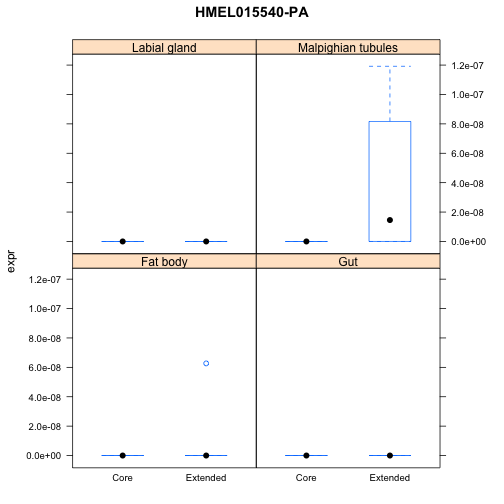 HMEL015540-PA
Labial gland
Malpighian tubules
1.2e-07
1.0e-07
8.0e-08
6.0e-08
4.0e-08
2.0e-08
0.0e+00
expr
Fat body
Gut
1.2e-07
1.0e-07
8.0e-08
6.0e-08
4.0e-08
2.0e-08
0.0e+00
Core
Extended
Core
Extended